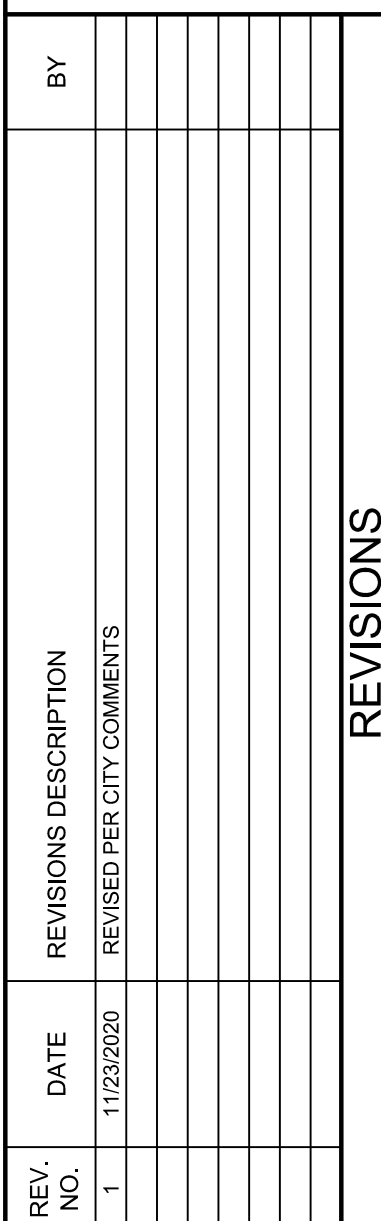 REV. NO. DATE REVISIONS DESCRIPTION BY
1 11/23/2020 REVISED PER CITY COMMENTS
REVISIONS